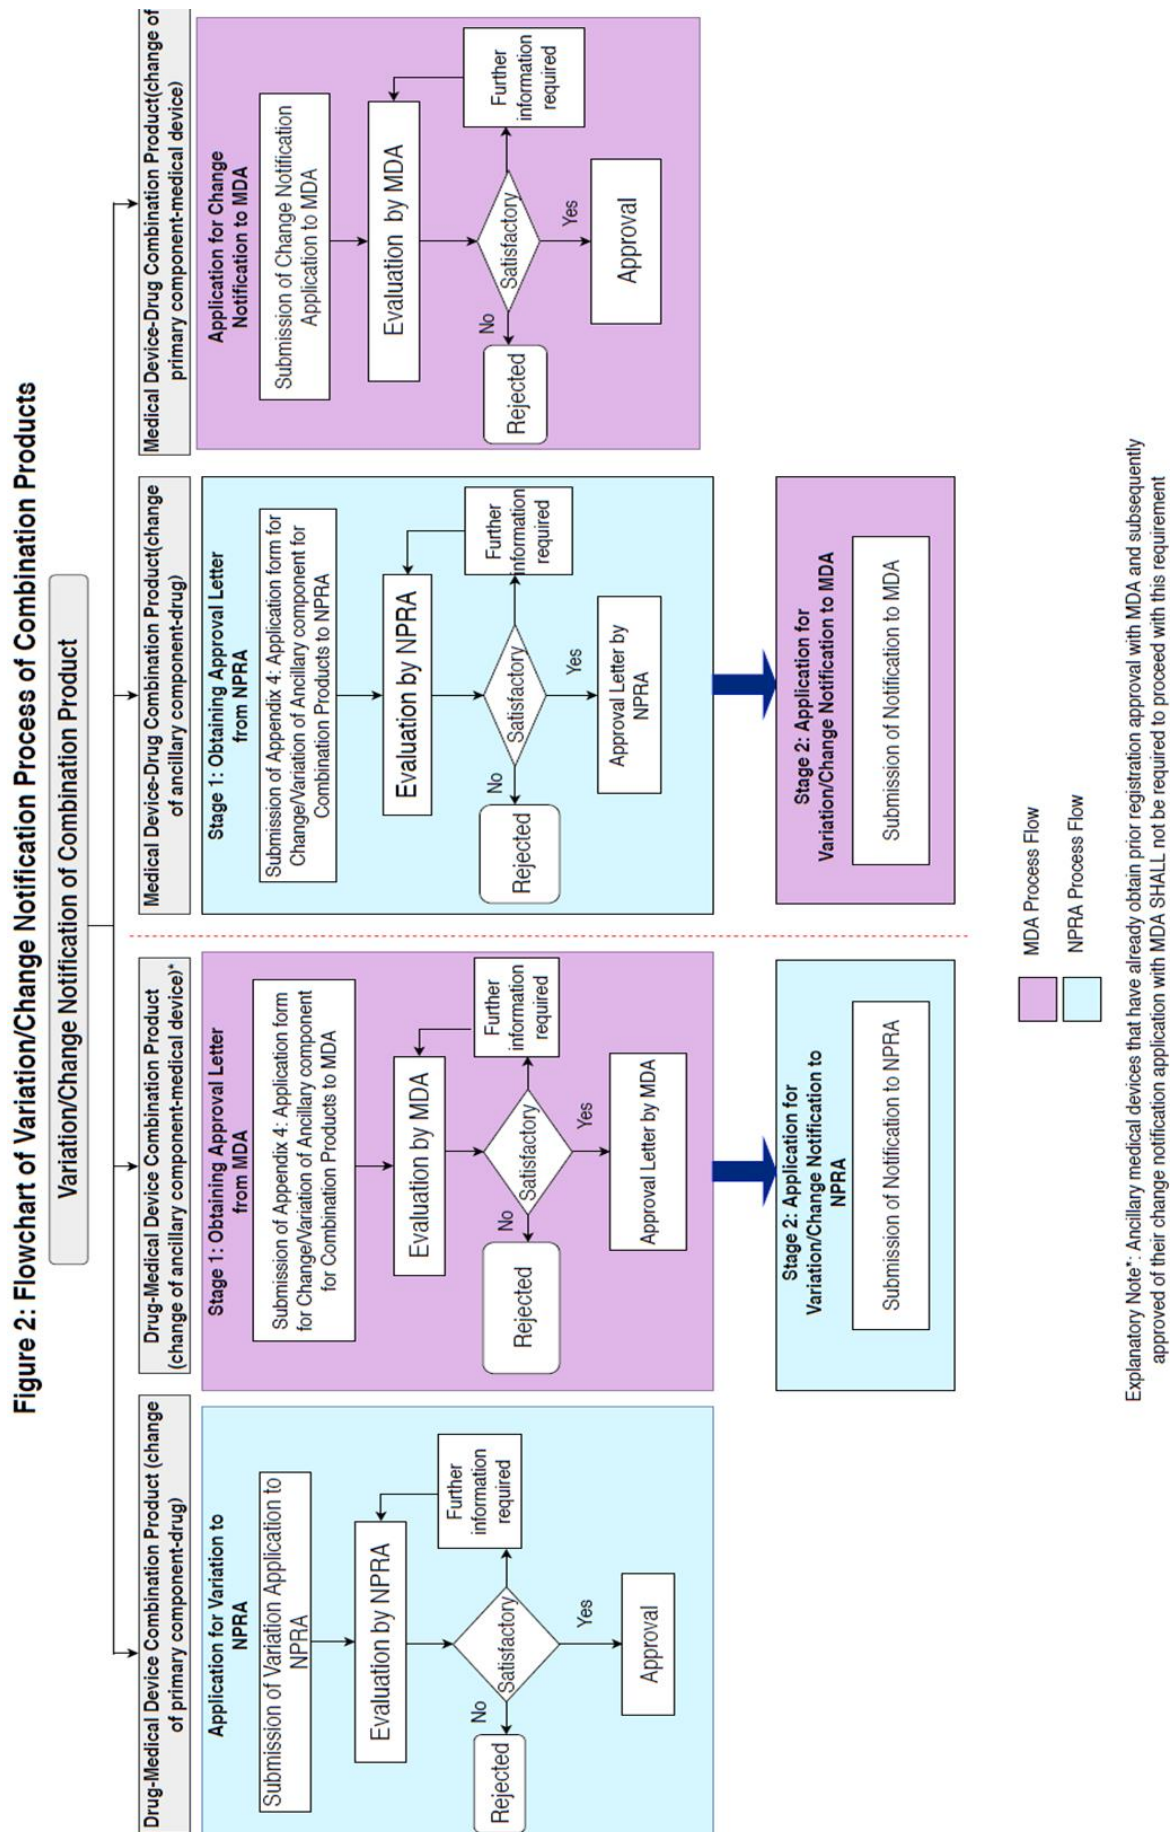 Figure 2: Flowchart of Variation/Change Notification Process of Combination Products
Variation/Change Notification of Combination Product
Drug-Medical Device Combination Product (change
of primary component-drug)
Application for Variation to
NPRA
Submission of Variation Application to
NPRA
Evaluation by NPRA
Further
information
required
Satisfactory
No
Rejected
Yes
Approval
Drug-Medical Device Combination Product
(change of ancillary component-medical device)*
Stage 1: Obtaining Approval Letter
from MDA
Submission of Appendix 4: Application form
for Change/Variation of Ancillary component
for Combination Products to MDA
Evaluation by MDA
Further
information
required
Satisfactory
No
Rejected
Yes
Approval Letter by MDA
Stage 2: Application for
Variation/Change Notification to
NPRA
Submission of Notification to NPRA
Medical Device-Drug Combination Product(change
of ancillary component-drug)
Stage 1: Obtaining Approval Letter
from NPRA
Submission of Appendix 4: Application form for
Change/Variation of Ancillary component for
Combination Products to NPRA
Evaluation by NPRA
Further
information
required
Satisfactory
No
Rejected
Yes
Approval Letter by
NPRA
Stage 2: Application for
Variation/Change Notification to MDA
Submission of Notification to MDA
Medical Device-Drug Combination Product(change of
primary component-medical device)
Application for Change
Notification to MDA
Submission of Change Notification
Application to MDA
Evaluation by MDA
Further
information
required
Satisfactory
No
Rejected
Yes
Approval
MDA Process Flow
NPRA Process Flow
Explanatory Note*: Ancillary medical devices that have already obtain prior registration approval with MDA and subsequently
approved of their change notification application with MDA SHALL not be required to proceed with this requirement